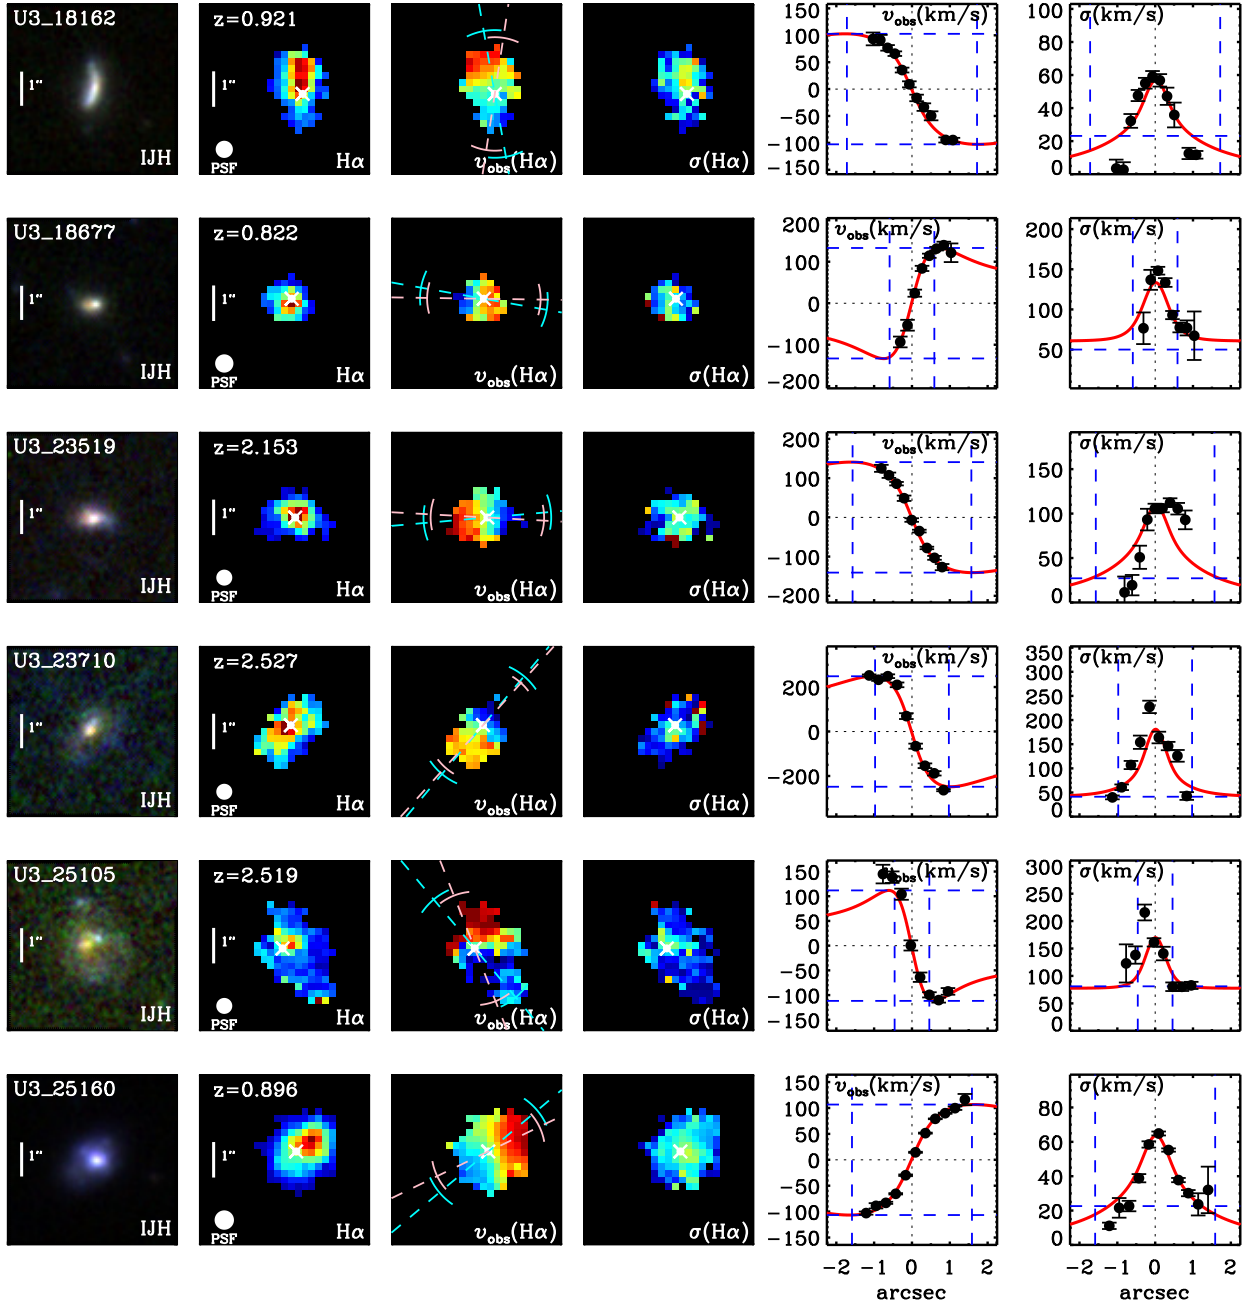 U3_18162
1"
IJH
z=0.921
1"
PSF
Hα
v_obs(Hα)
σ(Hα)
v_obs(km/s)
150
100
50
0
−50
−100
−150
σ(km/s)
100
80
60
40
20
0
U3_18677
1"
IJH
z=0.822
1"
PSF
Hα
v_obs(Hα)
σ(Hα)
v_obs(km/s)
200
100
0
−100
−200
σ(km/s)
200
150
100
50
U3_23519
1"
IJH
z=2.153
1"
PSF
Hα
v_obs(Hα)
σ(Hα)
v_obs(km/s)
200
100
0
−100
−200
σ(km/s)
150
100
50
0
U3_23710
1"
IJH
z=2.527
1"
PSF
Hα
v_obs(Hα)
σ(Hα)
v_obs(km/s)
200
0
−200
σ(km/s)
350
300
250
200
150
100
50
0
U3_25105
1"
IJH
z=2.519
1"
PSF
Hα
v_obs(Hα)
σ(Hα)
v_obs(km/s)
150
100
50
0
−50
−100
−150
σ(km/s)
300
250
200
150
100
50
0
U3_25160
1"
IJH
z=0.896
1"
PSF
Hα
v_obs(Hα)
σ(Hα)
v_obs(km/s)
150
100
50
0
−50
−100
−150
−2 −1 0 1 2
arcsec
σ(km/s)
80
60
40
20
0
−2 −1 0 1 2
arcsec